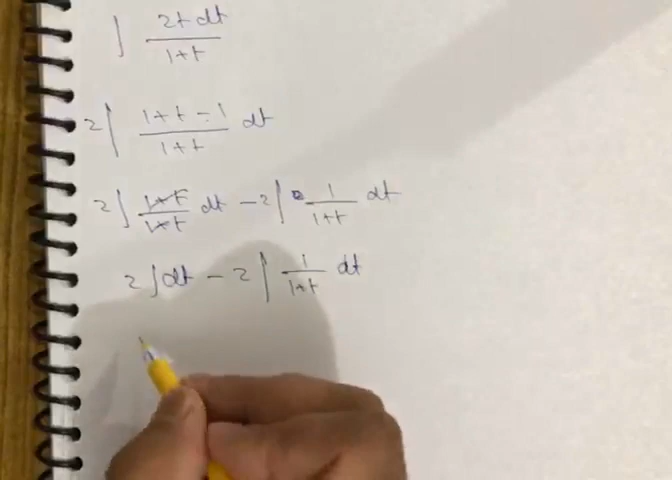 ∫ 2t dt / 1+t
2∫ 1+t-1 / 1+t dt
2∫ 1+t / 1+t dt - 2∫ 1 / 1+t dt
2∫dt - 2∫ 1 / 1+t dt